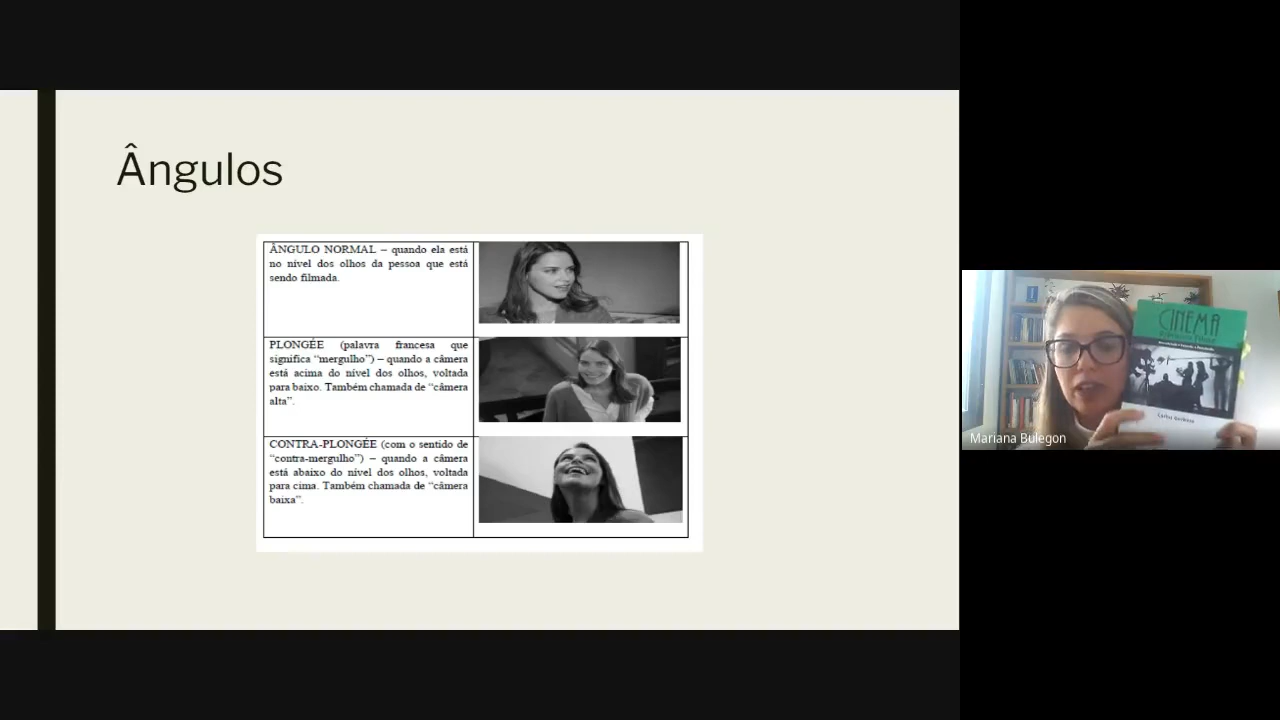 Ângulos
ÂNGULO NORMAL – quando ela está
no nível dos olhos da pessoa que está
sendo filmada.
PLONGÉE (palavra francesa que
significa “mergulho”) – quando a câmera
está acima do nível dos olhos, voltada
para baixo. Também chamada de “câmera
alta”.
CONTRA-PLONGÉE (com o sentido de
“contra-mergulho”) – quando a câmera
está abaixo do nível dos olhos, voltada
para cima. Também chamada de “câmera
baixa”.
CINEMA
Carlos
Mariana Bulegon